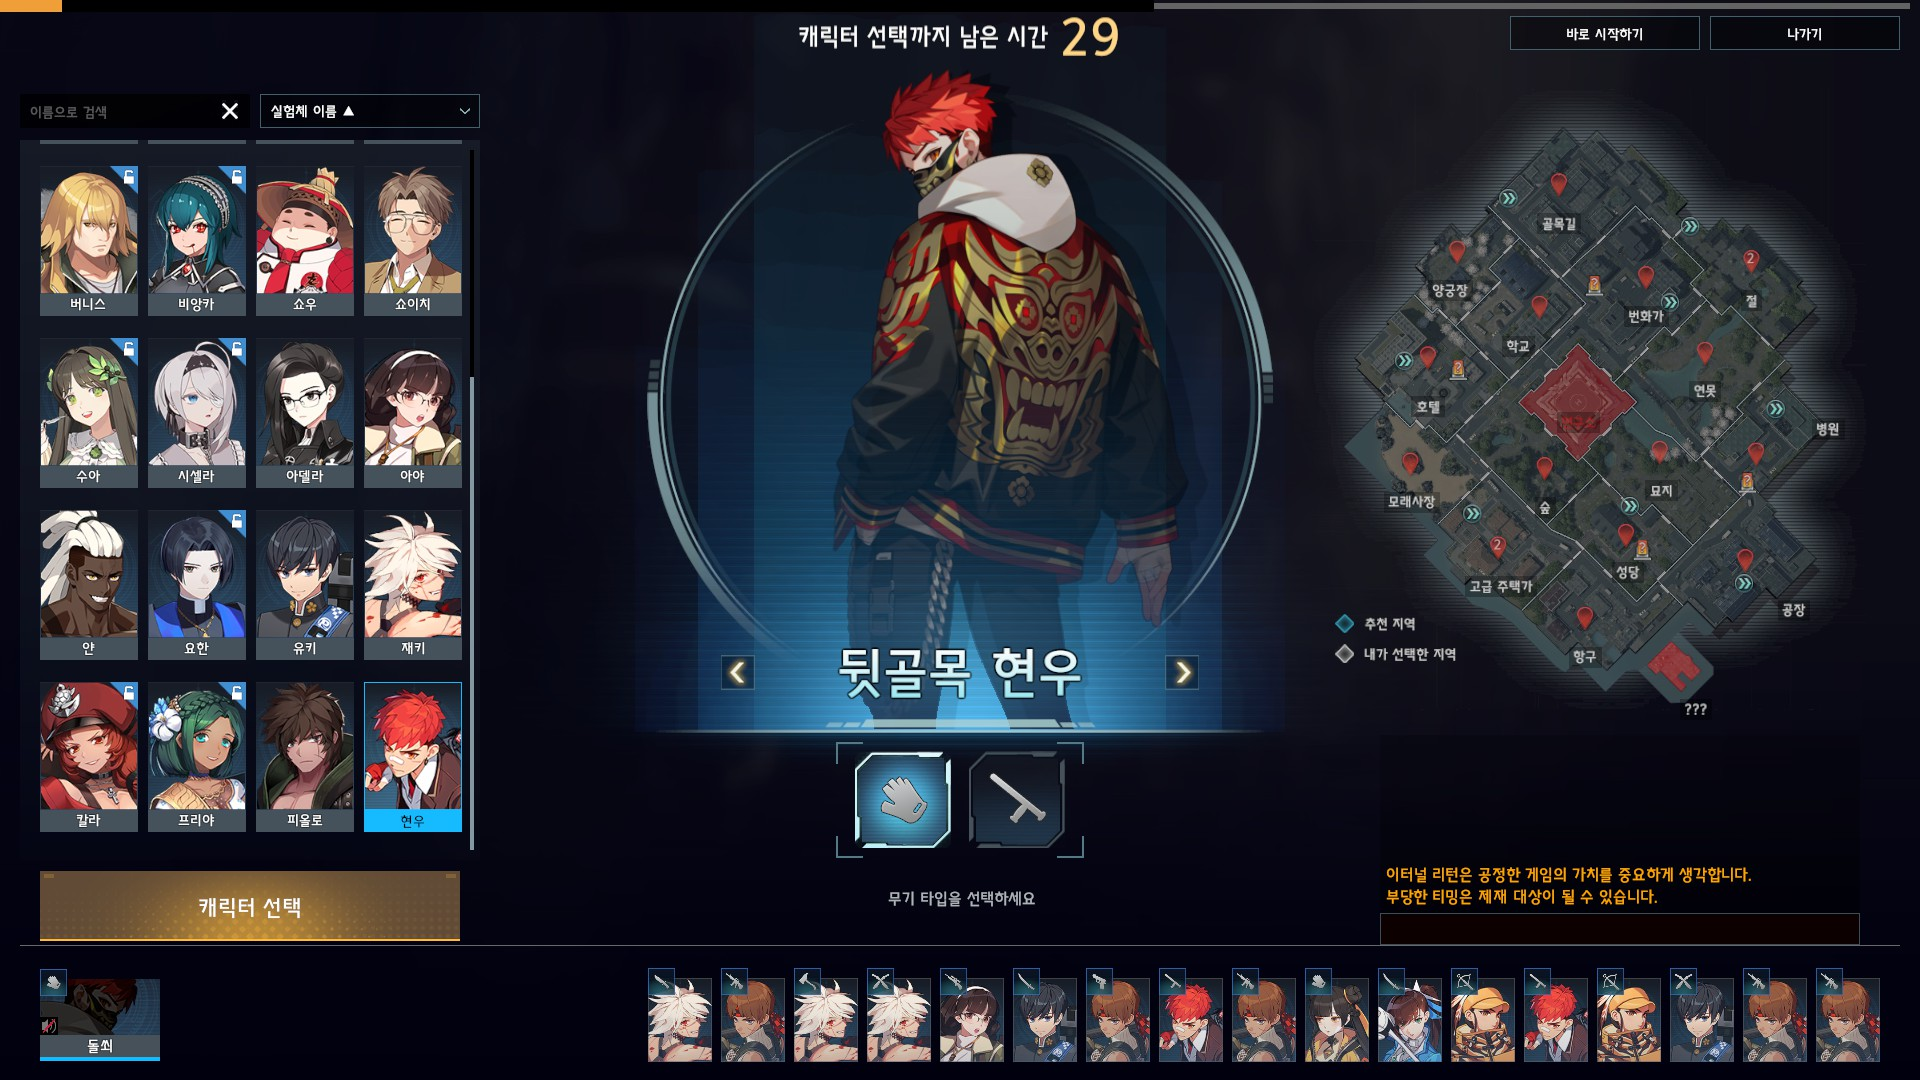 캐릭터 선택까지 남은 시간 29
바로 시작하기
나가기
이름으로 검색
실험체 이름 ▲
버니스
비앙카
쇼우
쇼이치
수아
시셀라
아델라
아야
얀
요한
유키
재키
칼라
프리야
피올로
현우
캐릭터 선택
뒷골목 현우
무기 타입을 선택하세요
골목길
양궁장
번화가
2
절
학교
연못
호텔
병원
모래사장
숲
묘지
2
고급 주택가
성당
공장
항구
???
추천 지역
내가 선택한 지역
이터널 리턴은 공정한 게임의 가치를 중요하게 생각합니다.
부당한 티밍은 제재 대상이 될 수 있습니다.
돌쇠